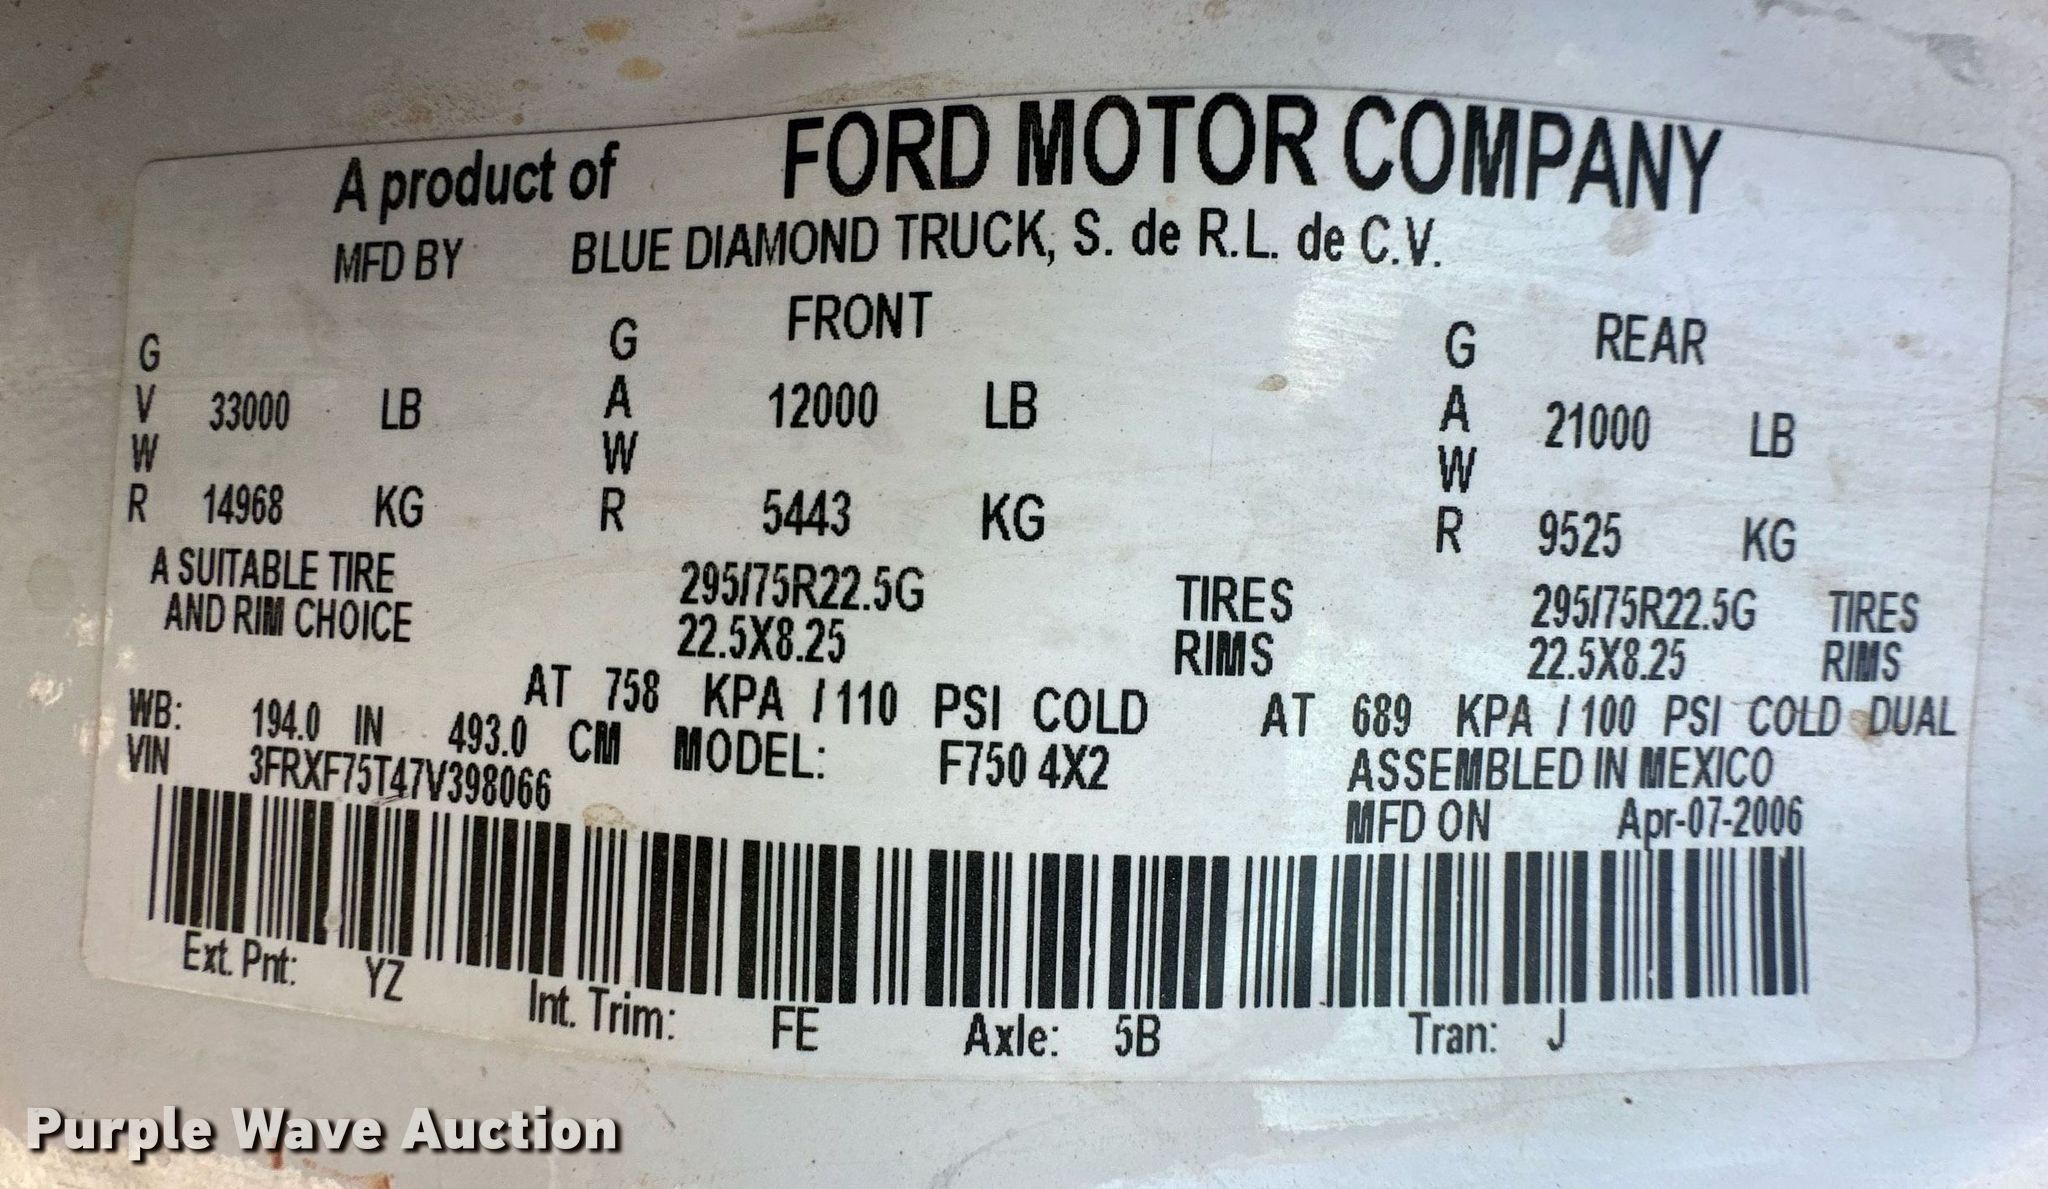 A product of FORD MOTOR COMPANY
MFD BY BLUE DIAMOND TRUCK, S. de R.L. de C.V.
FRONT REAR
GVWR 33000 LB GAWR 12000 LB GAWR 21000 LB
14968 KG 5443 KG 9525 KG
A SUITABLE TIRE 295/75R22.5G TIRES 295/75R22.5G TIRES
AND RIM CHOICE 22.5X8.25 RIMS 22.5X8.25 RIMS
AT 758 KPA / 110 PSI COLD AT 689 KPA / 100 PSI COLD DUAL
WB: 194.0 IN 493.0 CM MODEL: F750 4X2 ASSEMBLED IN MEXICO
VIN 3FRXF75T47V398066 MFD ON Apr-07-2006
Ext. Pnt: YZ Int. Trim: FE Axle: 5B Tran: J
Purple Wave Auction